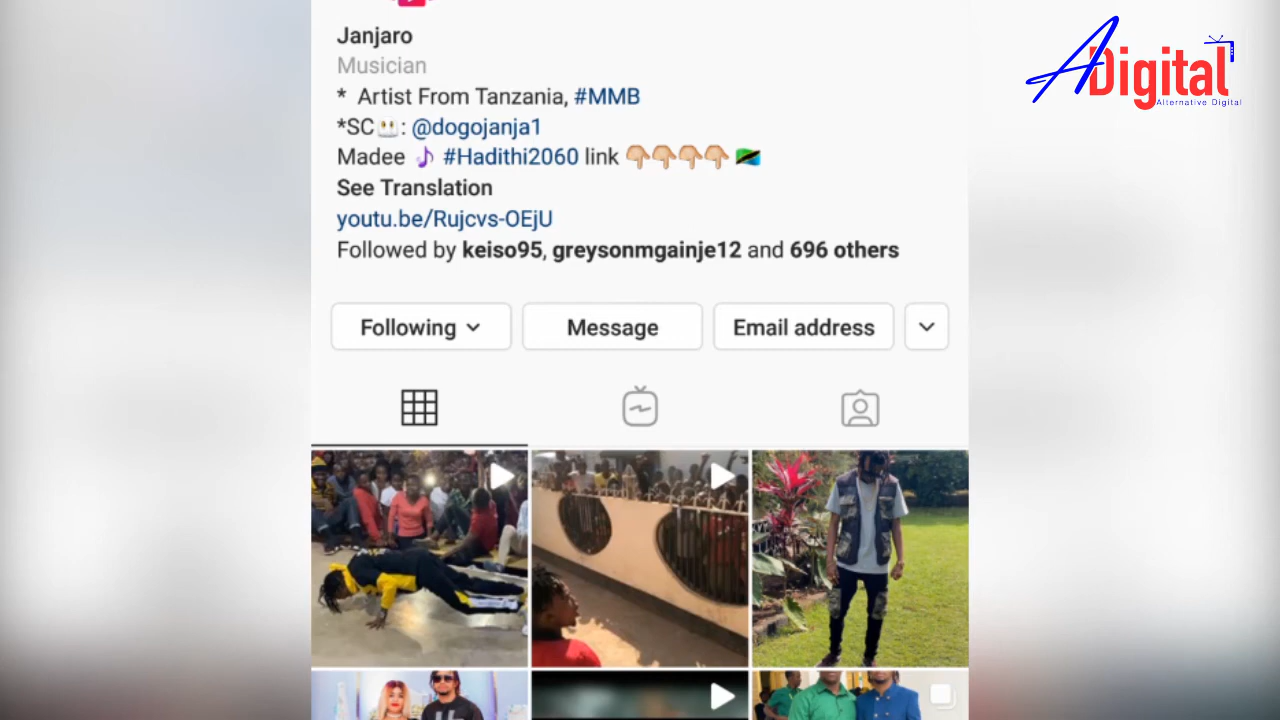 Janjaro
Musician
* Artist From Tanzania, #MMB
*SC: @dogojanja1
Madee 🎵 #Hadithi2060 link 👇👇👇👇 🇹🇿
See Translation
youtu.be/Rujcvs-OEjU
Followed by keiso95, greysonmgainje12 and 696 others
Following
Message
Email address
ADigital
Alternative Digital